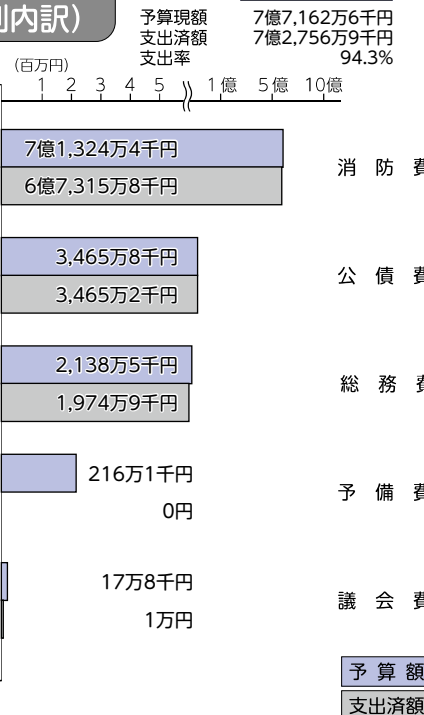 別内訳）
予算現額 7億7,162万6千円
支出済額 7億2,756万9千円
支出率 94.3%
（百万円）
1 2 3 4 5 1億 5億 10億
7億1,324万4千円
6億7,315万8千円
消防費
3,465万8千円
3,465万2千円
公債費
2,138万5千円
1,974万9千円
総務費
216万1千円
0円
予備費
17万8千円
1万円
議会費
予算額
支出済額